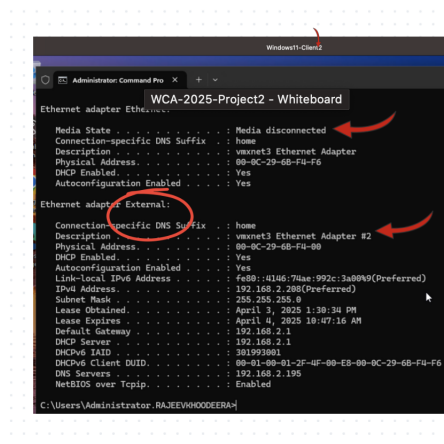 Windows11-Client2
Administrator: Command Pro
WCA-2025-Project2 - Whiteboard
Ethernet adapter Ethernet:
Media State . . . . . . . . . . . : Media disconnected
Connection-specific DNS Suffix . : home
Description . . . . . . . . . . . : vmxnet3 Ethernet Adapter
Physical Address. . . . . . . . . : 00-0C-29-6B-F4-F6
DHCP Enabled. . . . . . . . . . . : Yes
Autoconfiguration Enabled . . . . : Yes
Ethernet adapter External:
Connection-specific DNS Suffix . : home
Description . . . . . . . . . . . : vmxnet3 Ethernet Adapter #2
Physical Address. . . . . . . . . : 00-0C-29-6B-F4-00
DHCP Enabled. . . . . . . . . . . : Yes
Autoconfiguration Enabled . . . . : Yes
Link-local IPv6 Address . . . . . : fe80::4146:74ae:992c:3a00%9(Preferred)
IPv4 Address. . . . . . . . . . . : 192.168.2.208(Preferred)
Subnet Mask . . . . . . . . . . . : 255.255.255.0
Lease Obtained. . . . . . . . . . : April 3, 2025 1:30:34 PM
Lease Expires . . . . . . . . . . : April 4, 2025 10:47:16 AM
Default Gateway . . . . . . . . . : 192.168.2.1
DHCP Server . . . . . . . . . . . : 192.168.2.1
DHCPv6 IAID . . . . . . . . . . . : 301993001
DHCPv6 Client DUID. . . . . . . . : 00-01-00-01-2F-4F-00-E8-00-0C-29-6B-F4-F6
DNS Servers . . . . . . . . . . . : 192.168.2.195
NetBIOS over Tcpip. . . . . . . . : Enabled
C:\Users\Administrator.RAJEEVKHOODEERA>